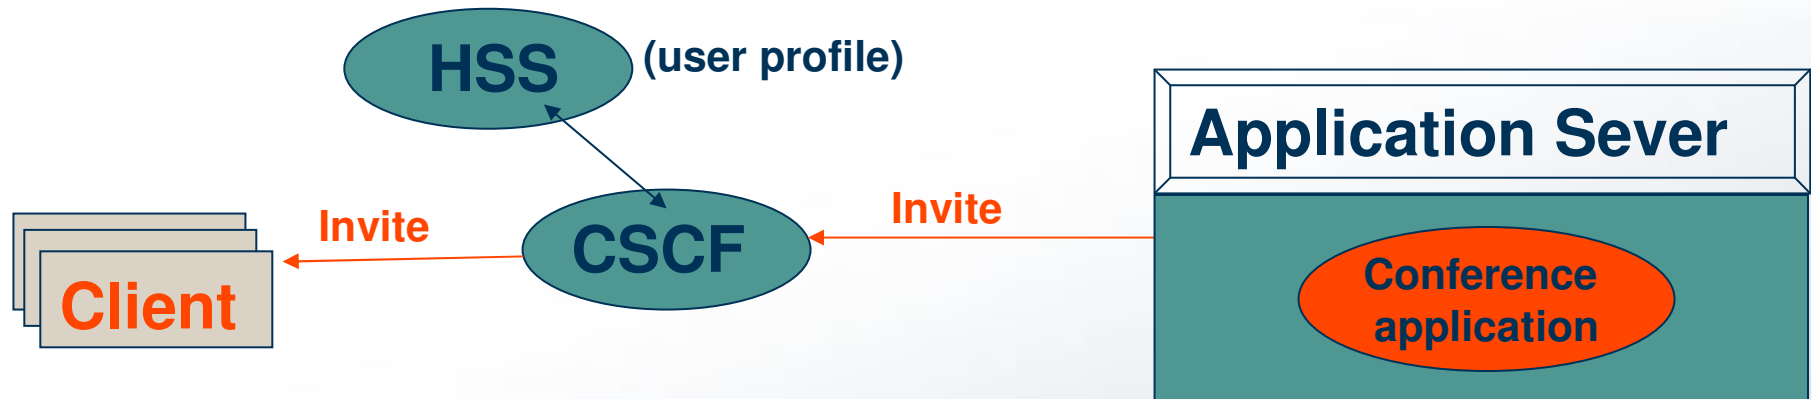 HSS
(user profile)
Application Sever
Invite
Invite
CSCF
Client
Conference
application